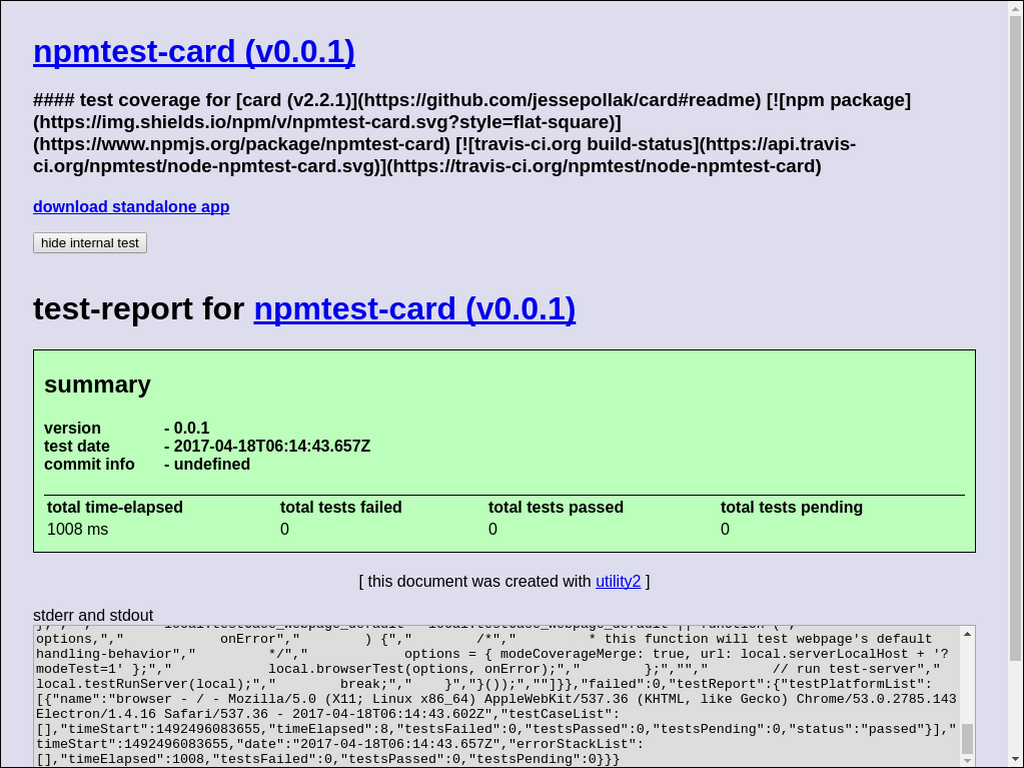 npmtest-card (v0.0.1)
#### test coverage for [card (v2.2.1)](https://github.com/jessepollak/card#readme) [![npm package]
(https://img.shields.io/npm/v/npmtest-card.svg?style=flat-square)]
(https://www.npmjs.org/package/npmtest-card) [![travis-ci.org build-status](https://api.travis-
ci.org/npmtest/node-npmtest-card.svg)](https://travis-ci.org/npmtest/node-npmtest-card)
download standalone app
hide internal test
test-report for npmtest-card (v0.0.1)
summary
version - 0.0.1
test date - 2017-04-18T06:14:43.657Z
commit info - undefined
total time-elapsed total tests failed total tests passed total tests pending
1008 ms 0 0 0
[ this document was created with utility2 ]
stderr and stdout
options,"," onError"," ) {"," /*"," * this function will test webpage's default
handling-behavior"," */"," options = { modeCoverageMerge: true, url: local.serverLocalHost + '?
modeTest=1' };"," local.browserTest(options, onError);"," };",""," // run test-server","
local.testRunServer(local);"," break;"," }","}());",""]}},"failed":0,"testReport":{"testPlatformList":
[{"name":"browser - / - Mozilla/5.0 (X11; Linux x86_64) AppleWebKit/537.36 (KHTML, like Gecko) Chrome/53.0.2785.143
Electron/1.4.16 Safari/537.36 - 2017-04-18T06:14:43.602Z","testCaseList":
[],"timeStart":1492496083655,"timeElapsed":8,"testsFailed":0,"testsPassed":0,"testsPending":0,"status":"passed"}],"
timeStart":1492496083655,"date":"2017-04-18T06:14:43.657Z","errorStackList":
[],"timeElapsed":1008,"testsFailed":0,"testsPassed":0,"testsPending":0}}}